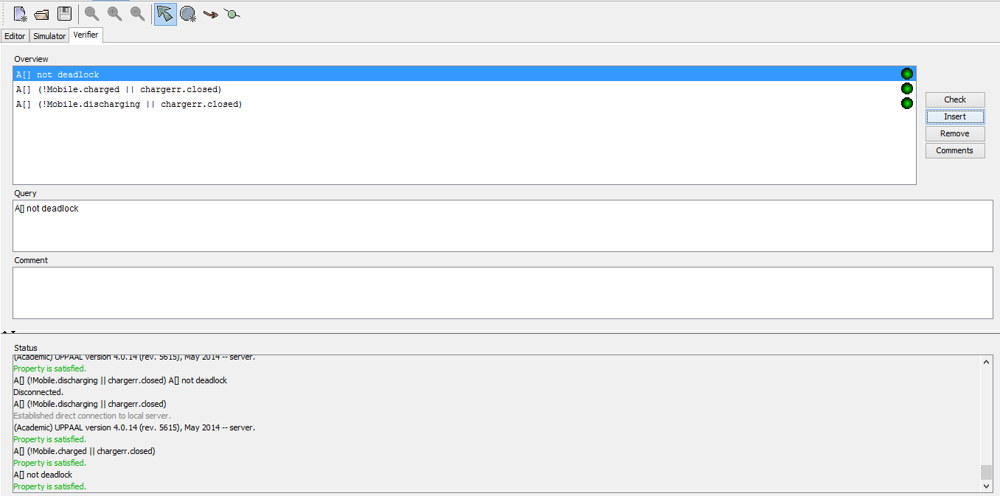 Editor Simulator Verifier
Overview
A[] not deadlock
A[] (!Mobile.charged || chargerr.closed)
A[] (!Mobile.discharging || chargerr.closed)
Check
Insert
Remove
Comments
Query
A[] not deadlock
Comment
Status
(Academic) UPPAAL version 4.0.14 (rev. 5615), May 2014 -- server.
Property is satisfied.
A[] (!Mobile.discharging || chargerr.closed) A[] not deadlock
Disconnected.
A[] (!Mobile.discharging || chargerr.closed)
Established direct connection to local server.
(Academic) UPPAAL version 4.0.14 (rev. 5615), May 2014 -- server.
Property is satisfied.
A[] (!Mobile.charged || chargerr.closed)
Property is satisfied.
A[] not deadlock
Property is satisfied.